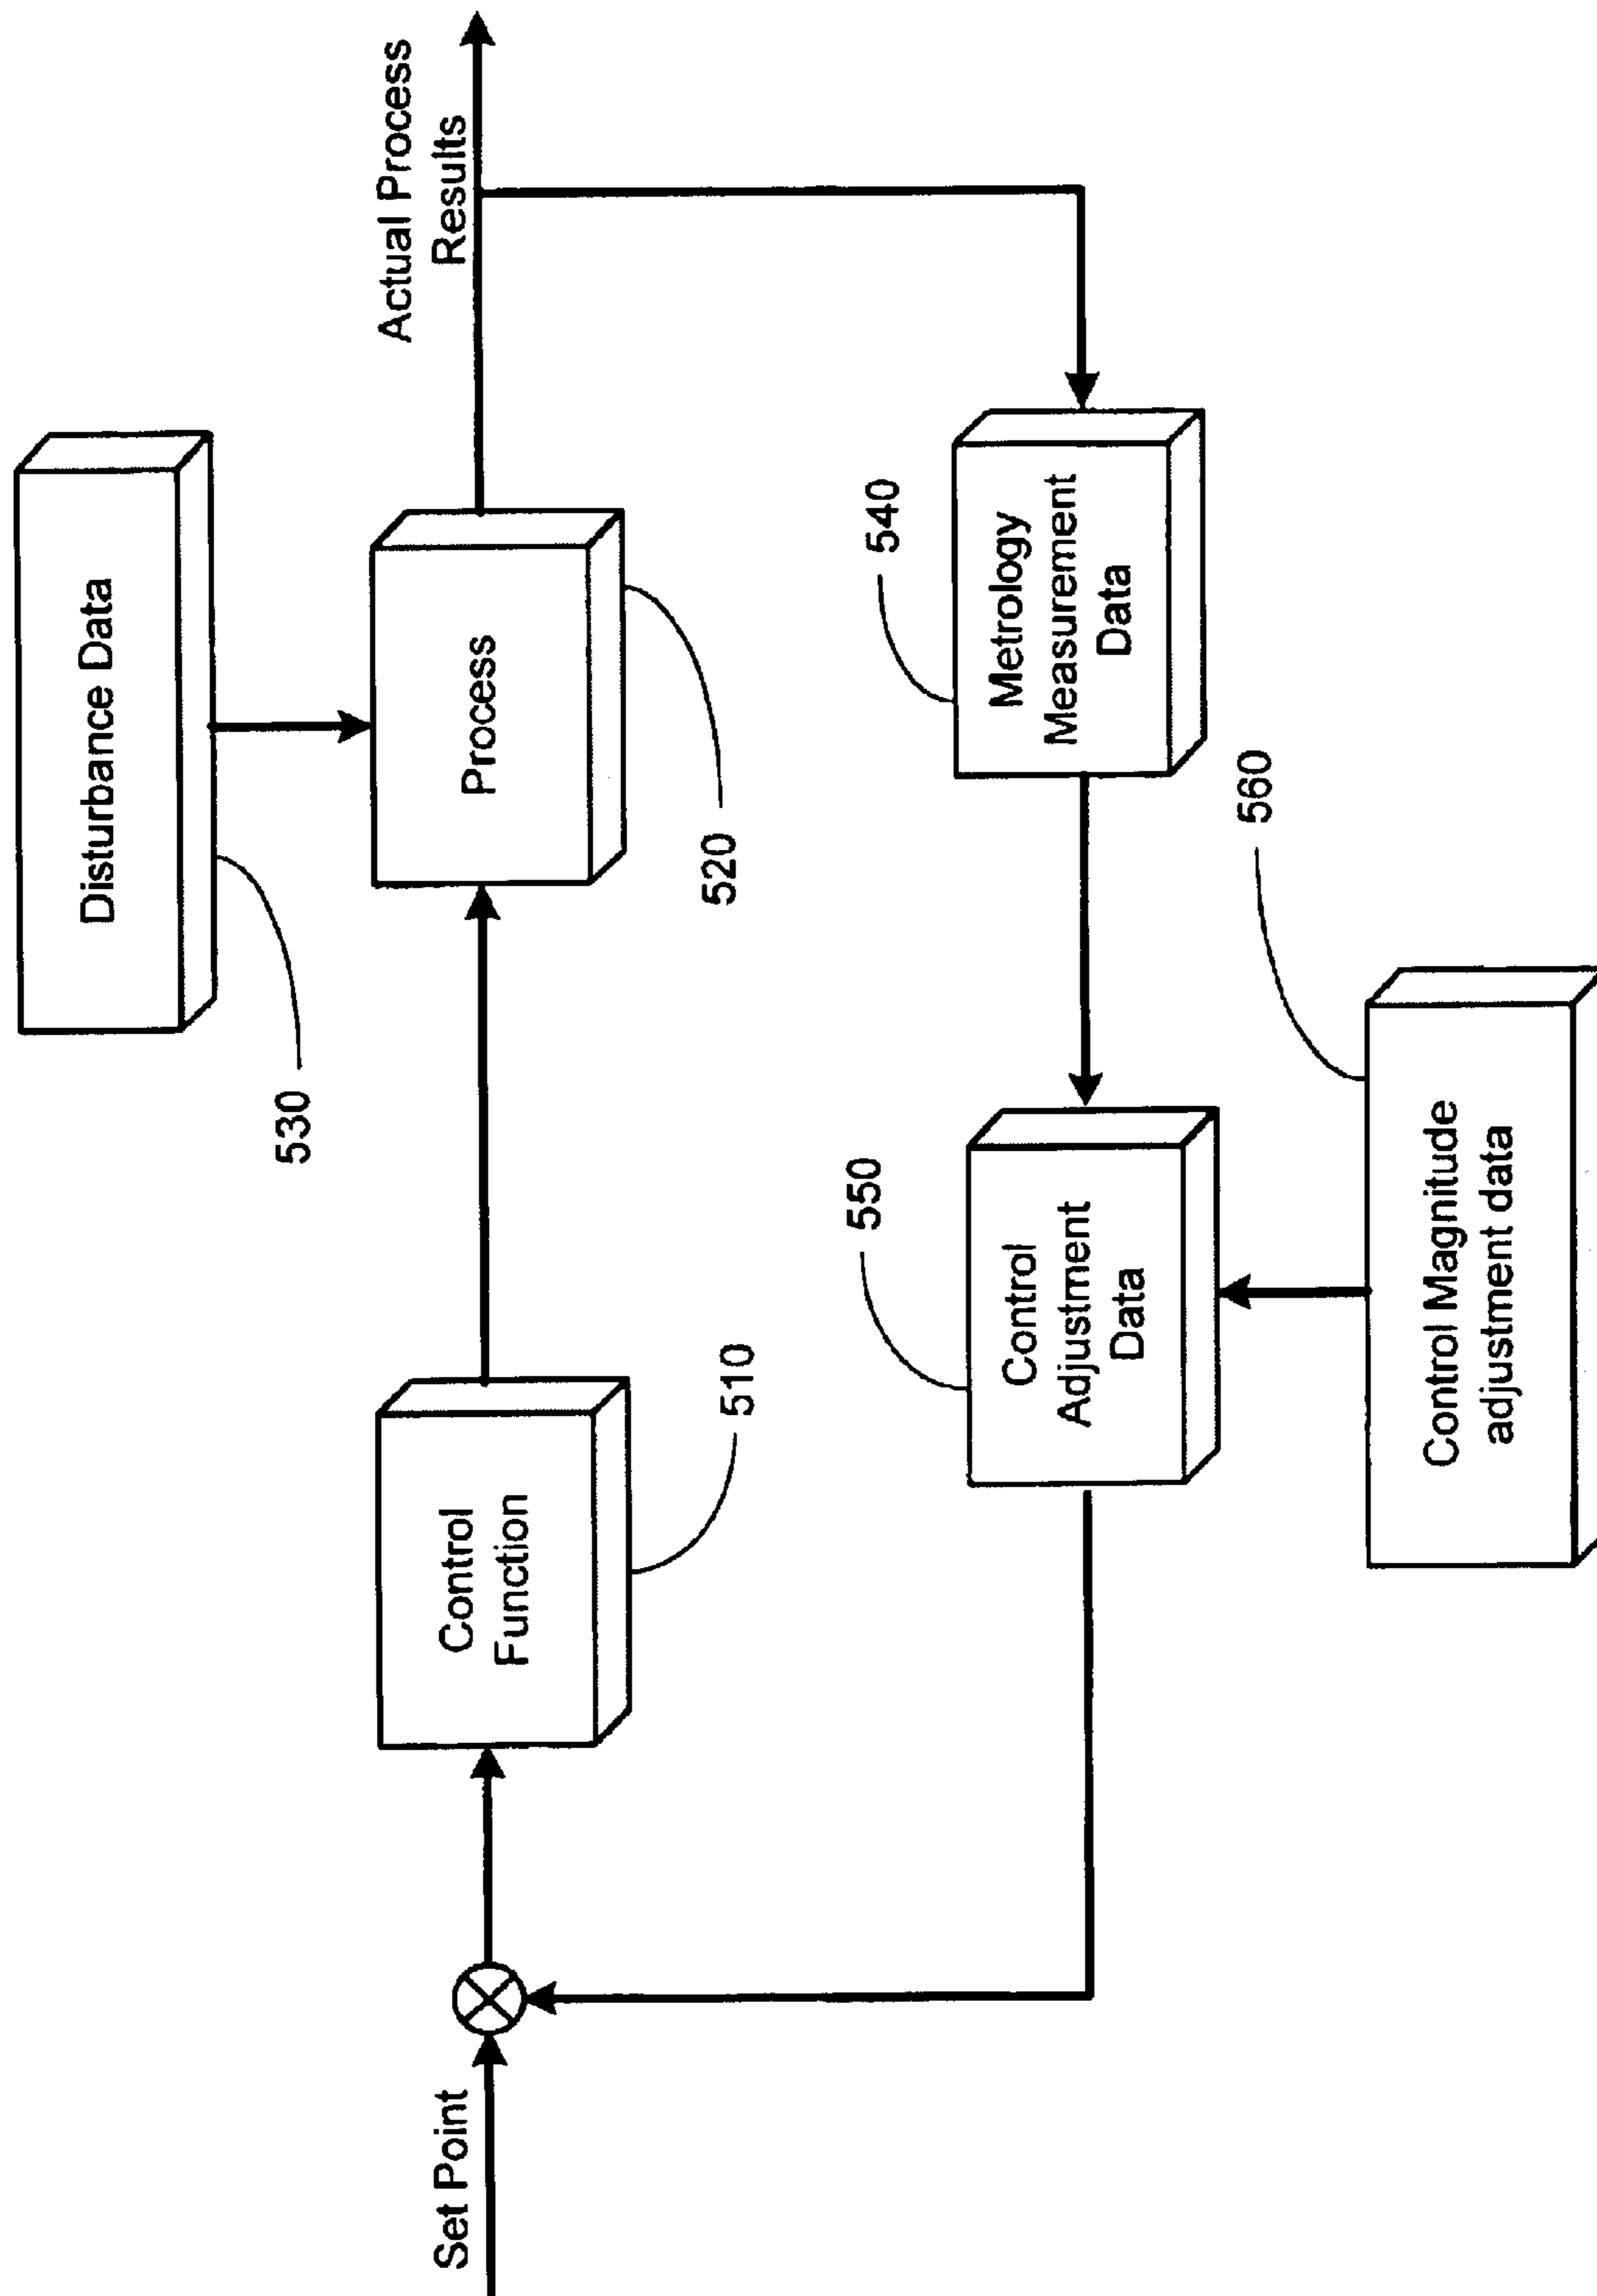 Disturbance Data
530
Actual Process
Results
Set Point
Control
Function
510
Process
520
540
Metrology
Measurement
Data
550
Control
Adjustment
Data
560
Control Magnitude
adjustment data